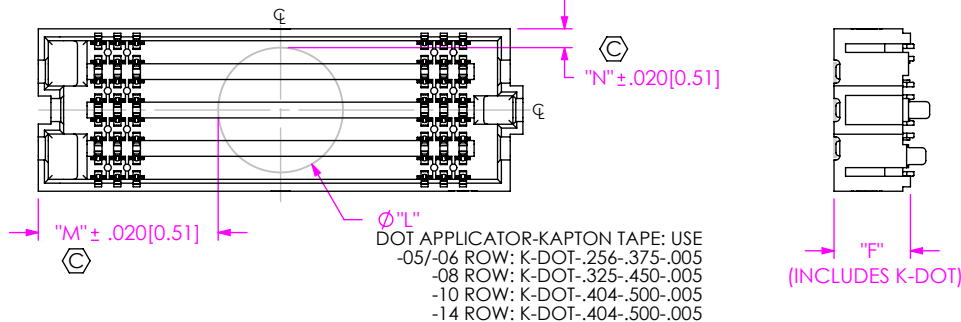 ℄
C
"N"±.020[0.51]
℄
"M"± .020[0.51]
C
Ø"L"
DOT APPLICATOR-KAPTON TAPE: USE
-05/-06 ROW: K-DOT-.256-.375-.005
-08 ROW: K-DOT-.325-.450-.005
-10 ROW: K-DOT-.404-.500-.005
-14 ROW: K-DOT-.404-.500-.005
"F"
(INCLUDES K-DOT)